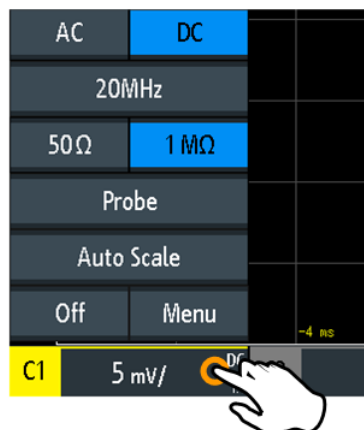 AC DC
20MHz
50Ω 1 MΩ
Probe
Auto Scale
Off Menu
-4 ms
C1 5 mV/ DC